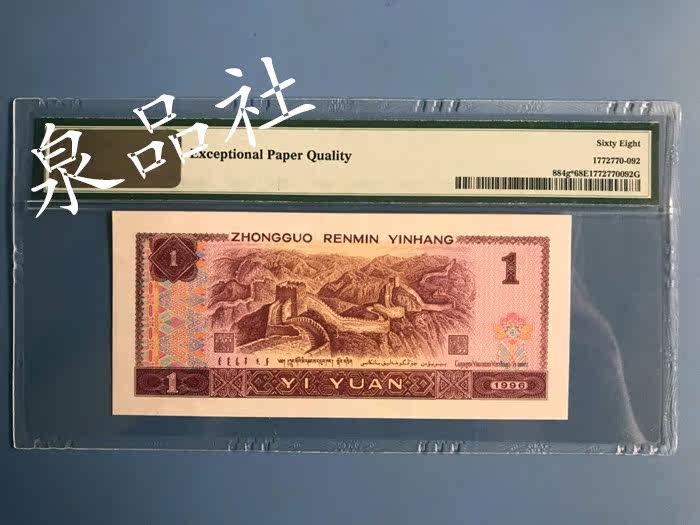 泉品社
Exceptional Paper Quality
Sixty Eight
1772770-092
884g*68E1772770092G
ZHONGGUO RENMIN YINHANG
1
1
1
YI YUAN
1996